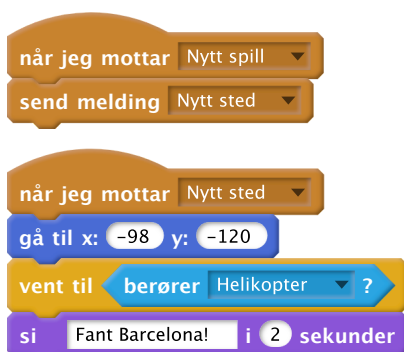 når jeg mottar Nytt spill
send melding Nytt sted
når jeg mottar Nytt sted
gå til x: -98 y: -120
vent til berører Helikopter ?
si Fant Barcelona! i 2 sekunder